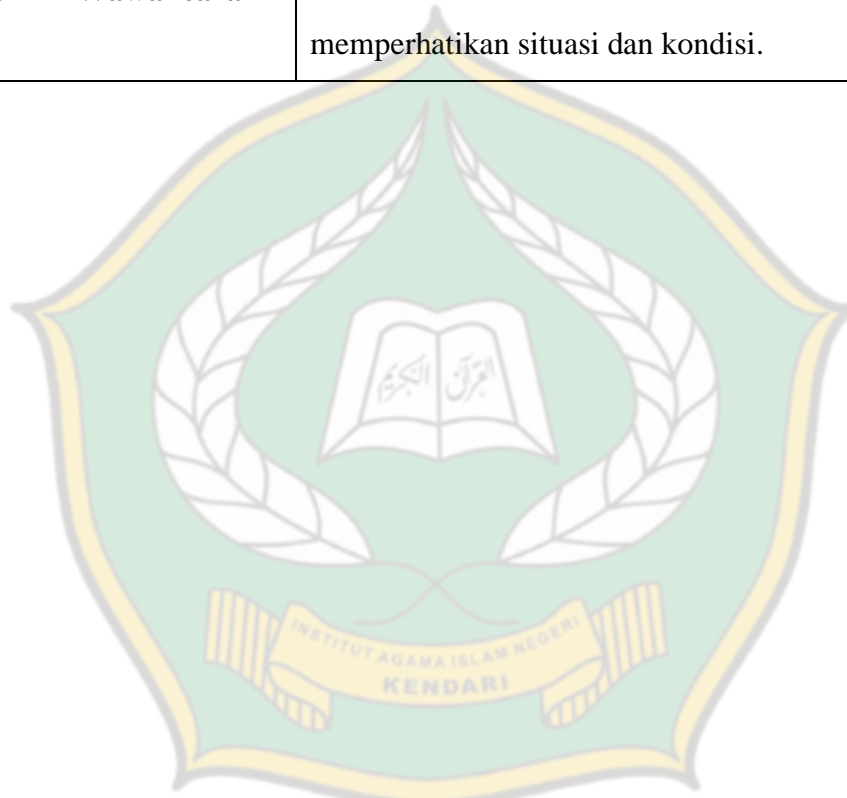 memperhatikan situasi dan kondisi.
القرآن الكريم
INSTITUT AGAMA ISLAM NEGERI
KENDARI